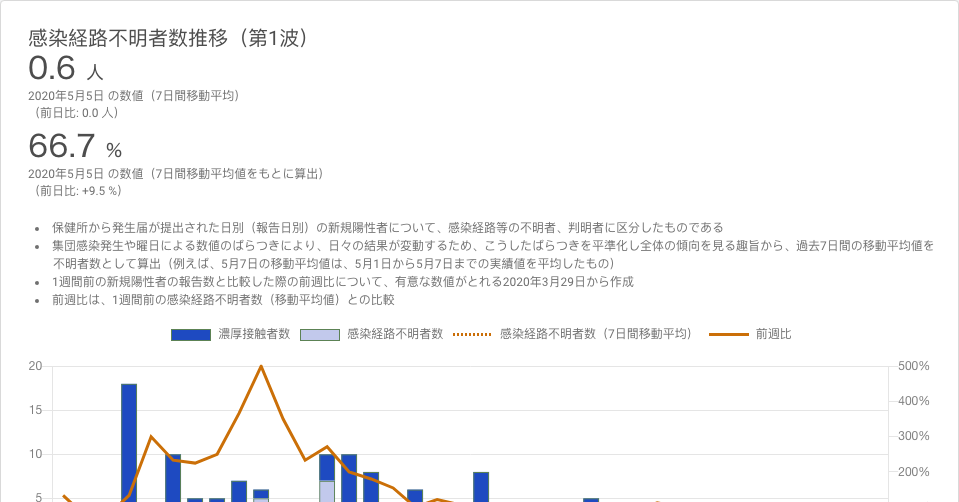 感染経路不明者数推移（第1波）
0.6 人
2020年5月5日 の数値（7日間移動平均）
（前日比: 0.0 人）
66.7 %
2020年5月5日 の数値（7日間移動平均値をもとに算出）
（前日比: +9.5 %）
• 保健所から発生届が提出された日別（報告日別）の新規陽性者について、感染経路等の不明者、判明者に区分したものである
• 集団感染発生や曜日による数値のばらつきにより、日々の結果が変動するため、こうしたばらつきを平準化し全体の傾向を見る趣旨から、過去7日間の移動平均値を
不明者数として算出（例えば、5月7日の移動平均値は、5月1日から5月7日までの実績値を平均したもの）
• 1週間前の新規陽性者の報告数と比較した際の前週比について、有意な数値がとれる2020年3月29日から作成
• 前週比は、1週間前の感染経路不明者数（移動平均値）との比較
濃厚接触者数 感染経路不明者数 感染経路不明者数（7日間移動平均） 前週比
20 500%
400%
15
300%
10
200%
5